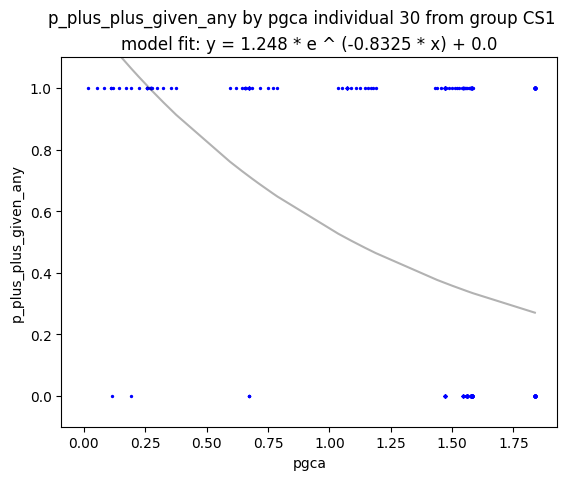 p_plus_plus_given_any by pgca individual 30 from group CS1
model fit: y = 1.248 * e ^ (-0.8325 * x) + 0.0
1.0
0.8
0.6
0.4
0.2
0.0
p_plus_plus_given_any
0.00 0.25 0.50 0.75 1.00 1.25 1.50 1.75
pgca